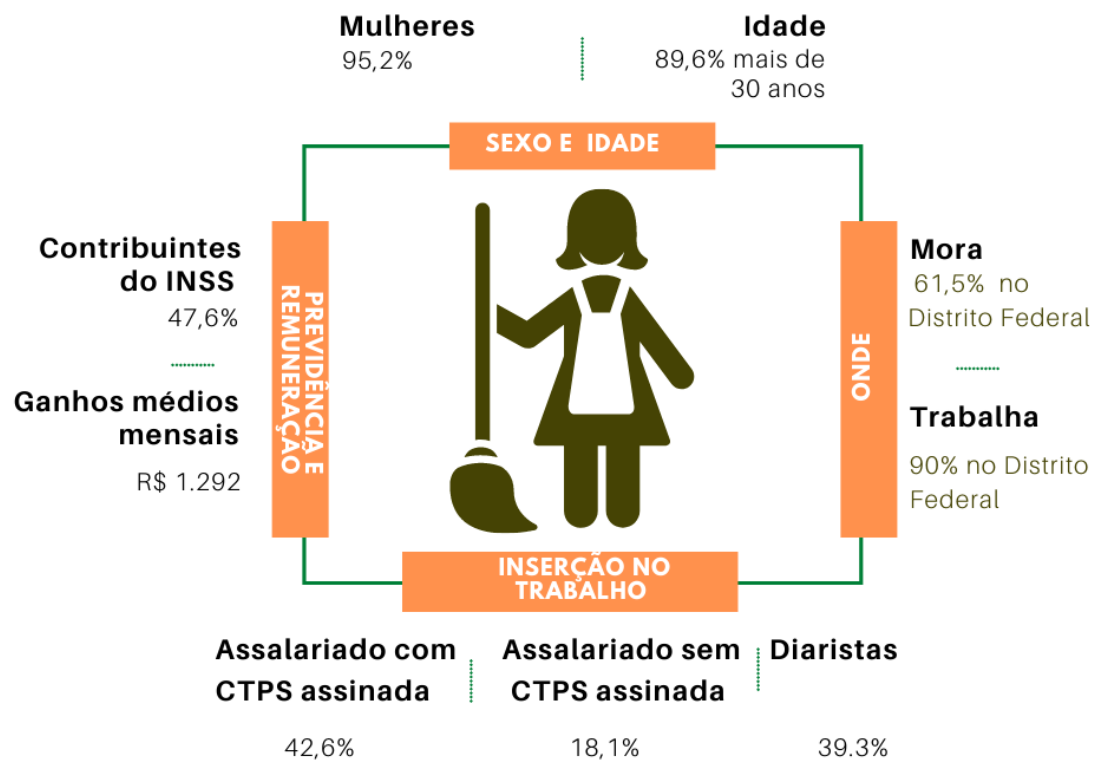 Mulheres
95,2%
Idade
89,6% mais de
30 anos
SEXO E IDADE
Contribuintes
do INSS
47,6%
Ganhos médios
mensais
R$ 1.292
PREVIDÊNCIA E
REMUNERAÇÃO
ONDE
Mora
61,5% no
Distrito Federal
Trabalha
90% no Distrito
Federal
INSERÇÃO NO
TRABALHO
Assalariado com
CTPS assinada
42,6%
Assalariado sem
CTPS assinada
18,1%
Diaristas
39.3%